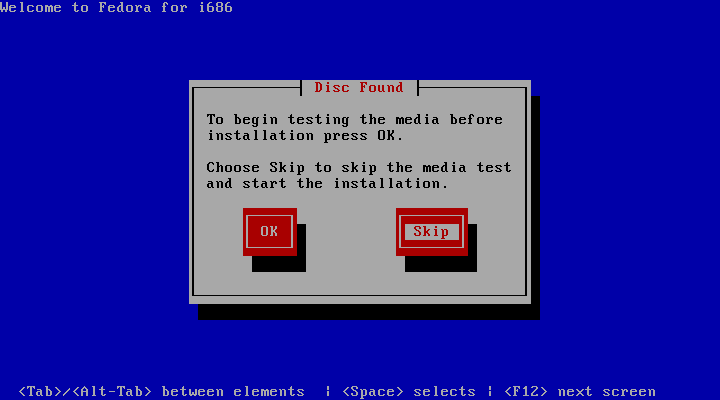 Welcome to Fedora for i686
Disc Found
To begin testing the media before
installation press OK.
Choose Skip to skip the media test
and start the installation.
OK Skip
<Tab>/<Alt-Tab> between elements | <Space> selects | <F12> next screen